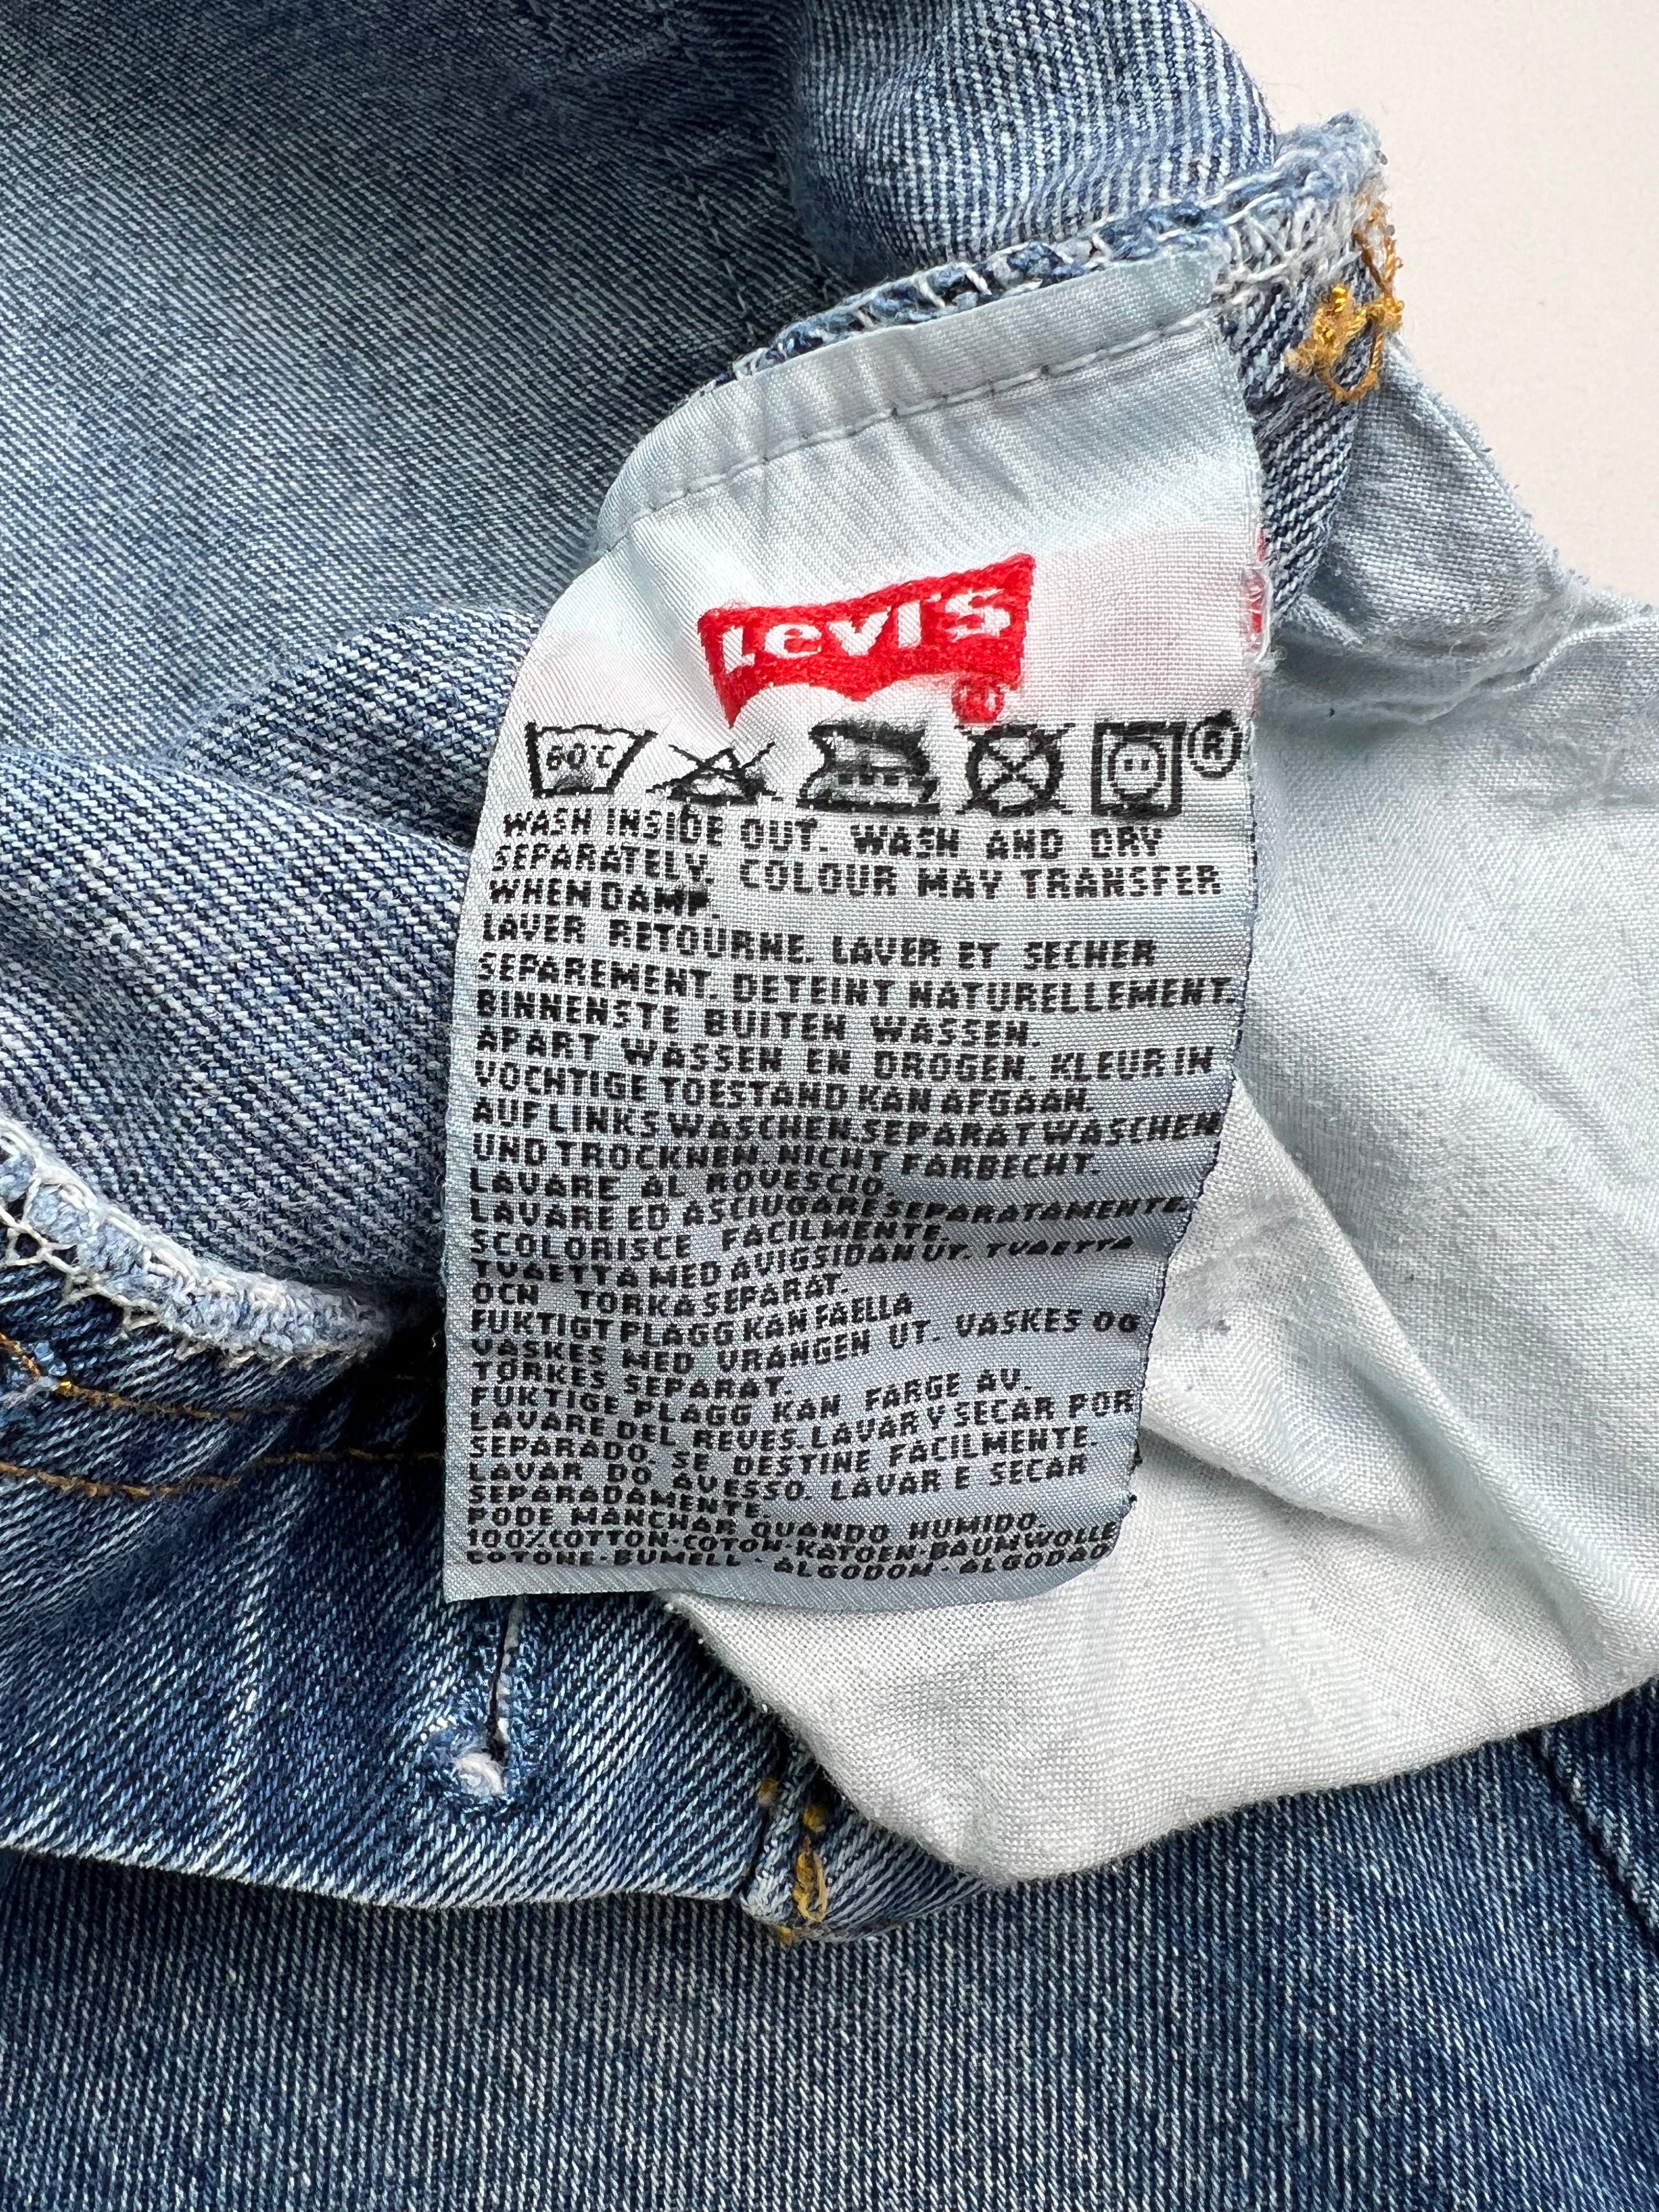 Levi's
®
60°C
®
WASH INSIDE OUT. WASH AND DRY
SEPARATELY. COLOUR MAY TRANSFER
WHEN DAMP.
LAVER RETOURNE. LAVER ET SECHER
SEPAREMENT. DETEINT NATURELLEMENT.
BINNENSTE BUITEN WASSEN.
APART WASSEN EN DROGEN. KLEUR IN
VOCHTIGE TOESTAND KAN AFGAAN.
AUF LINKS WASCHEN. SEPARAT WASCHEN
UND TROCKNEN. NICHT FARBECHT.
LAVARE AL ROVESCIO.
LAVARE ED ASCIUGARE SEPARATAMENTE.
SCOLORISCE FACILMENTE.
TVAETTA MED AVIGSIDAN UT. TVAETTA
OCH TORKA SEPARAT.
FUKTIGT PLAGG KAN FAELLA
VASKES MED VRANGEN UT. VASKES OG
TØRKES SEPARAT.
FUKTIGE PLAGG KAN FARGE AV.
LAVARE DEL REVES. LAVAR Y SECAR POR
SEPARADO. SE DESTINE FACILMENTE.
LAVAR DO AVESSO. LAVAR E SECAR
SEPARADAMENTE.
PODE MANCHAR QUANDO HUMIDO.
100% COTTON·COTON·KATOEN·BAUMWOLLE
COTONE·BUMELL·ALGODON·ALGODAO